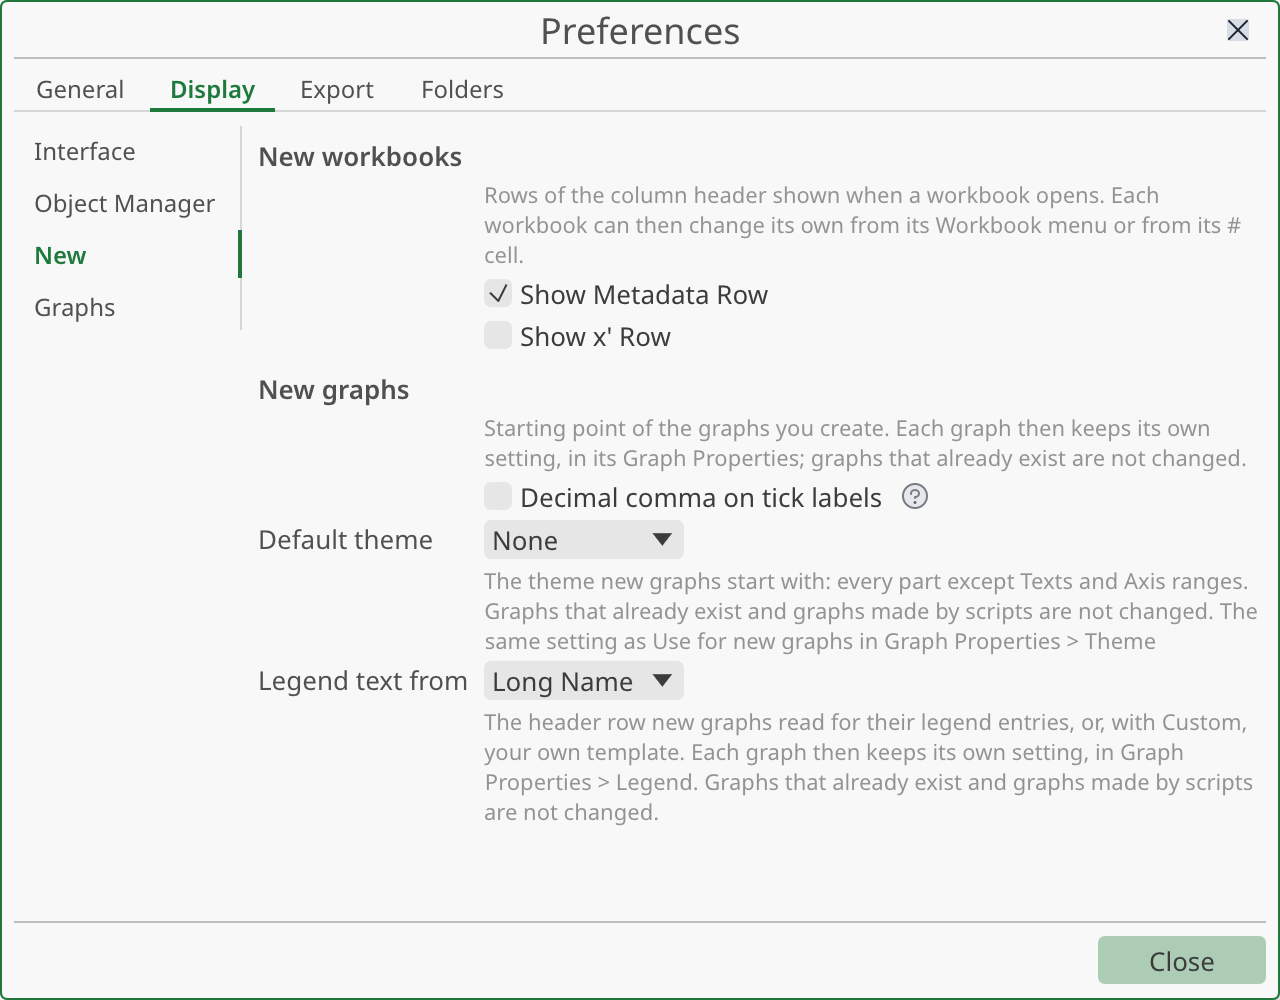 Preferences
General
Display
Export
Folders
Interface
Object Manager
New
Graphs
New workbooks
Rows of the column header shown when a workbook opens. Each
workbook can then change its own from its Workbook menu or from its #
cell.
Show Metadata Row
Show x' Row
New graphs
Starting point of the graphs you create. Each graph then keeps its own
setting, in its Graph Properties; graphs that already exist are not changed.
Decimal comma on tick labels
?
Default theme
None
The theme new graphs start with: every part except Texts and Axis ranges.
Graphs that already exist and graphs made by scripts are not changed. The
same setting as Use for new graphs in Graph Properties > Theme
Legend text from
Long Name
The header row new graphs read for their legend entries, or, with Custom,
your own template. Each graph then keeps its own setting, in Graph
Properties > Legend. Graphs that already exist and graphs made by scripts
are not changed.
Close